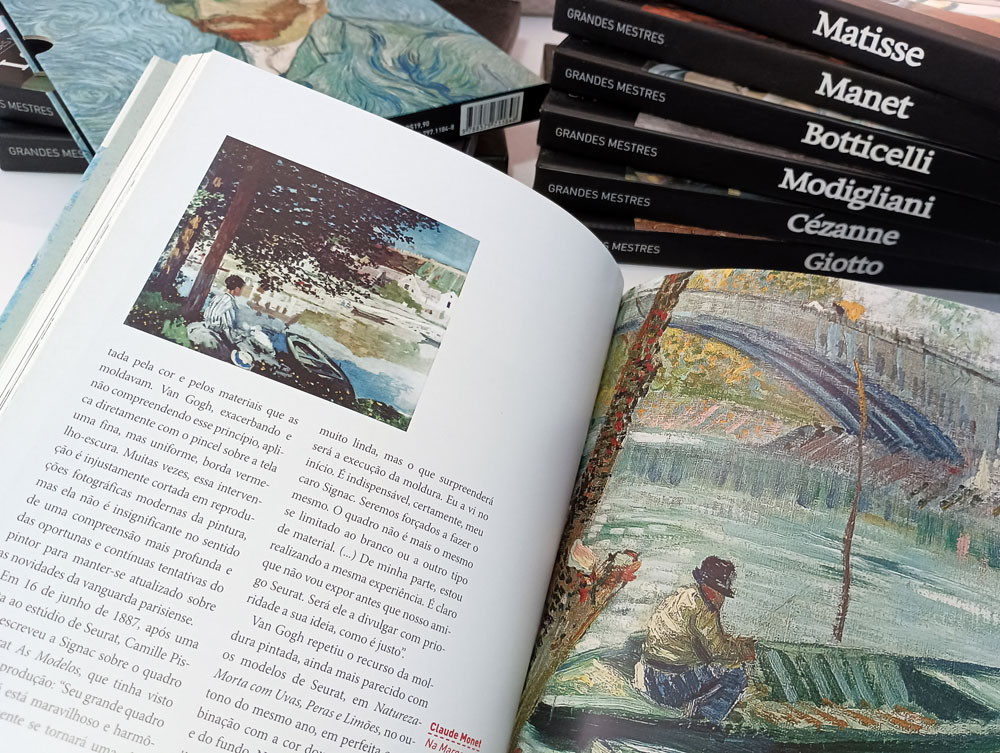 GRANDES MESTRES
Matisse
GRANDES MESTRES
Manet
GRANDES MESTRES
Botticelli
GRANDES MESTRES
Modigliani
Cézanne
MESTRES
Giotto
GRANDES MES
R$19,90
797.1184-8
tada pela cor e pelos materiais que as
moldavam. Van Gogh, exacerbando e
não compreendendo esse princípio, apli-
ca diretamente com o pincel sobre a tela
uma fina, mas uniforme, borda verme-
lho-escura. Muitas vezes, essa interven-
ção é injustamente cortada em reprodu-
ções fotográficas modernas da pintura,
mas ela não é insignificante no sentido
de uma compreensão mais profunda e
das oportunas e contínuas tentativas do
pintor para manter-se atualizado sobre
as novidades da vanguarda parisiense.
Em 16 de junho de 1887, após uma
ao estúdio de Seurat, Camille Pis-
escreveu a Signac sobre o quadro
As Modelos, que tinha visto
produção: “Seu grande quadro
está maravilhoso e harmô-
se tornará uma
muito linda, mas o que surpreenderá
será a execução da moldura. Eu a vi no
início. É indispensável, certamente, meu
caro Signac. Seremos forçados a fazer o
mesmo. O quadro não é mais o mesmo
se limitado ao branco ou a outro tipo
de material. (...) De minha parte, estou
realizando a mesma experiência. É claro
que não vou expor antes que nosso ami-
go Seurat. Será ele a divulgar com prio-
ridade a sua ideia, como é justo”.
Van Gogh repetiu o recurso da mol-
dura pintada, ainda mais parecido com
os modelos de Seurat, em Natureza-
Morta com Uvas, Peras e Limões, no ou-
tono do mesmo ano, em perfeita
binação com a cor
e do fundo.
Claude Monet
Na